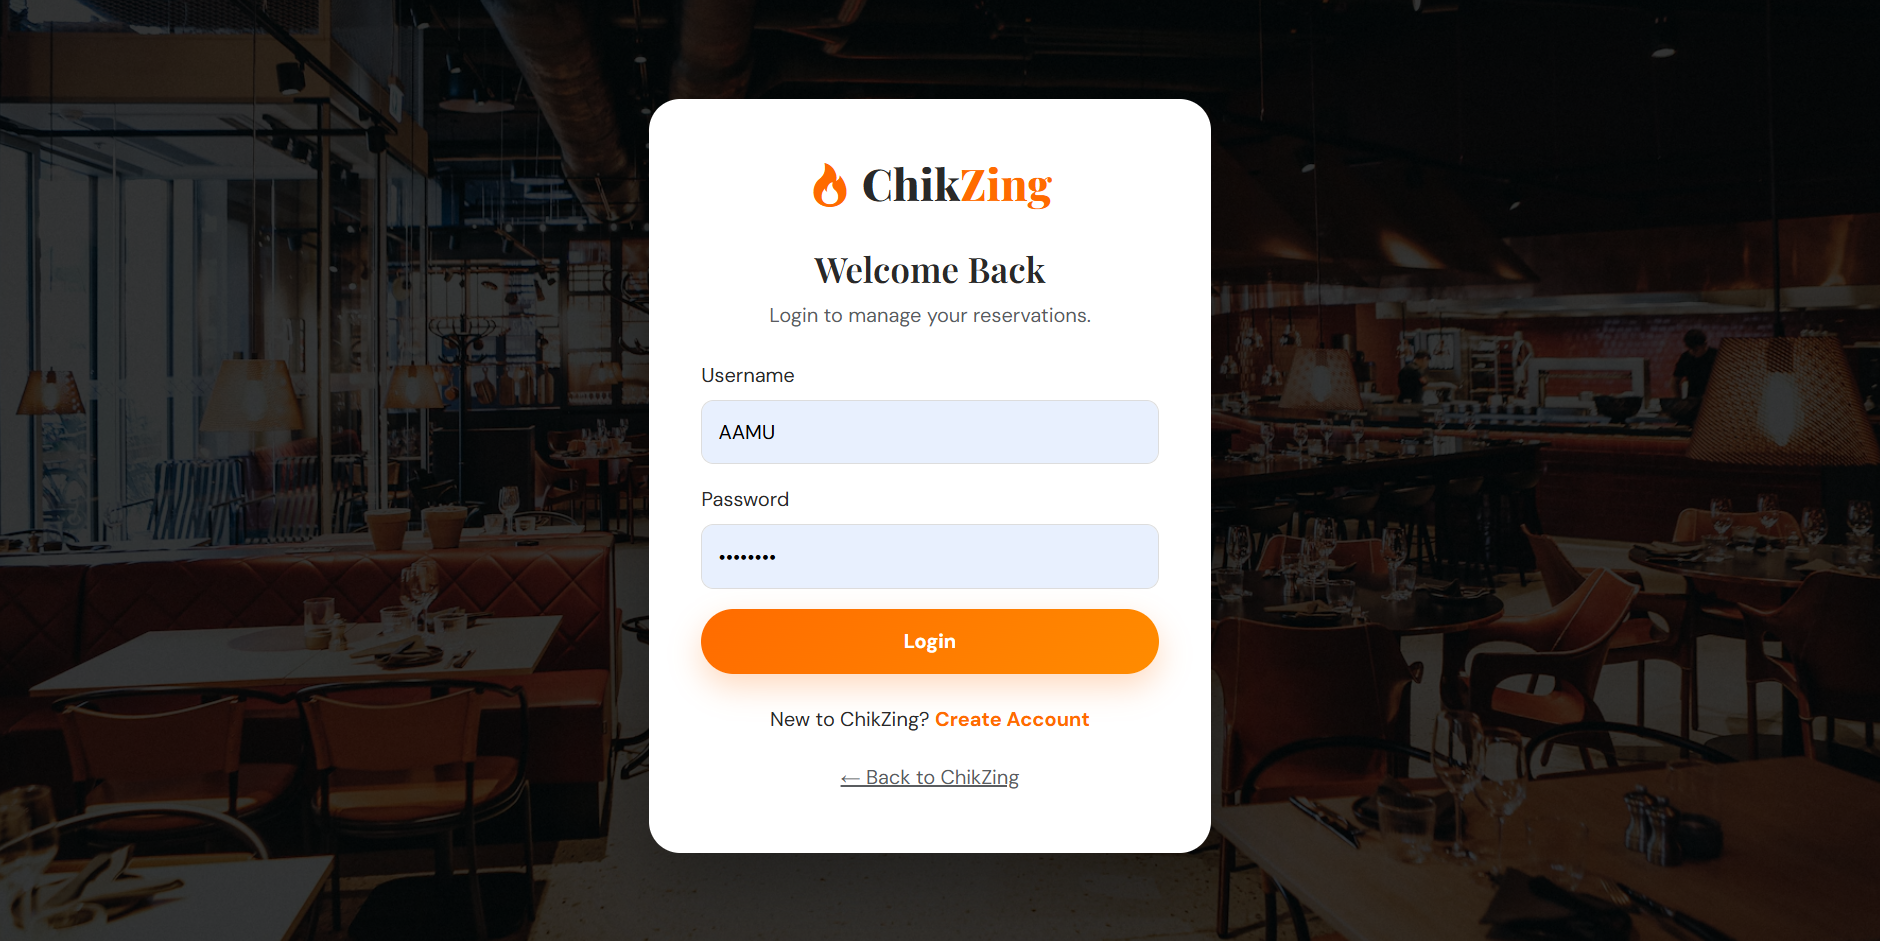 ChikZing
Welcome Back
Login to manage your reservations.
Username
AAMU
Password
••••••••
Login
New to ChikZing? Create Account
← Back to ChikZing